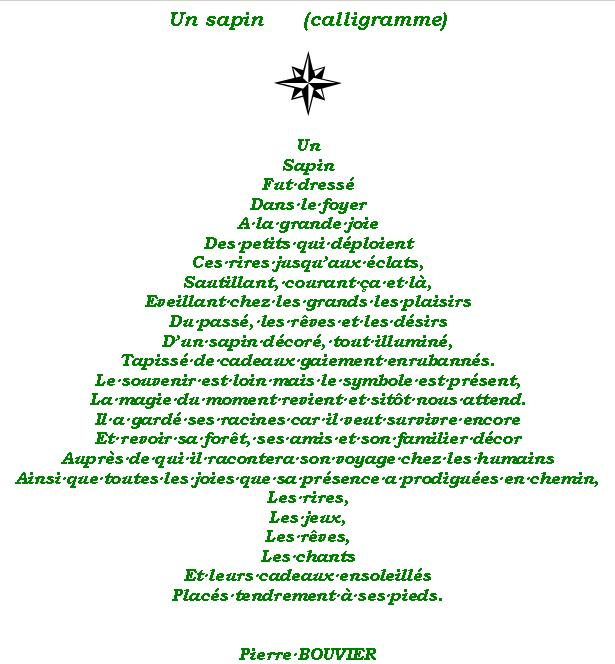 Un sapin (calligramme)
Un
Sapin
Fut·dressé
Dans·le·foyer
A·la·grande·joie
Des·petits·qui·déploient
Ces·rires·jusqu'aux·éclats,
Sautillant,·courant·ça·et·là,
Eveillant·chez·les·grands·les·plaisirs
Du·passé,·les·rêves·et·les·désirs
D'un·sapin·décoré,·tout·illuminé,
Tapissé·de·cadeaux·gaiement·enrubannés.
Le·souvenir·est·loin·mais·le·symbole·est·présent,
La·magie·du·moment·revient·et·sitôt·nous·attend.
Il·a·gardé·ses·racines·car·il·veut·survivre·encore
Et·revoir·sa·forêt,·ses·amis·et·son·familier·décor
Auprès·de·qui·il·racontera·son·voyage·chez·les·humains
Ainsi·que·toutes·les·joies·que·sa·présence·a·prodiguées·en·chemin,
Les·rires,
Les·jeux,
Les·rêves,
Les·chants
Et·leurs·cadeaux·ensoleillés
Placés·tendrement·à·ses·pieds.
Pierre·BOUVIER